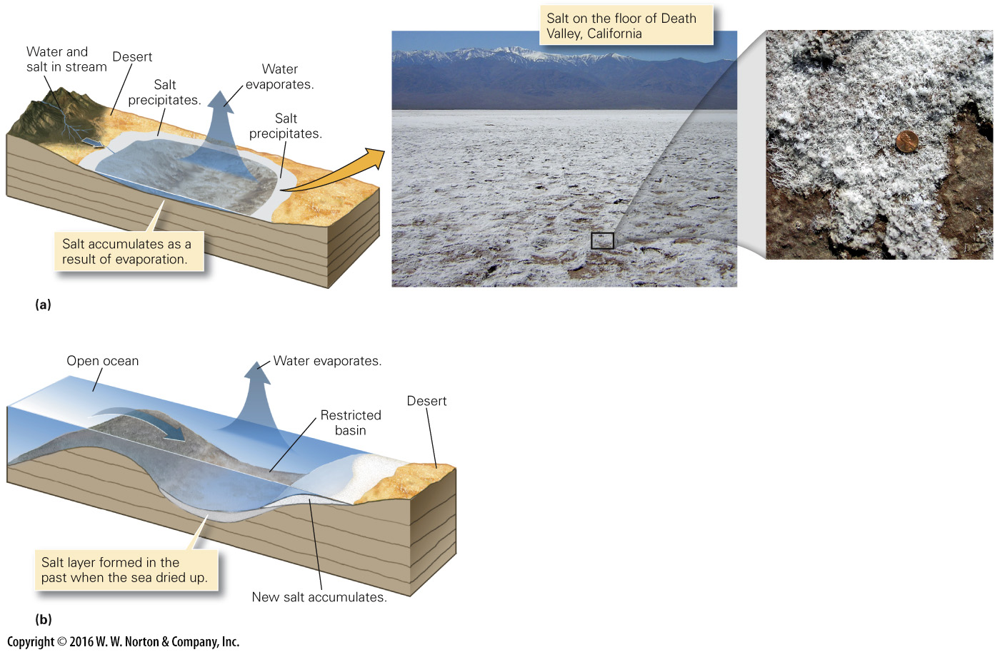 Salt on the floor of Death
Valley, California
Water and
salt in stream
Desert
Salt
precipitates.
Water
evaporates.
Salt
precipitates.
Salt accumulates as a
result of evaporation.
(a)
Open ocean
Water evaporates.
Restricted
basin
Desert
Salt layer formed in the
past when the sea dried up.
New salt accumulates.
(b)
Copyright © 2016 W. W. Norton & Company, Inc.